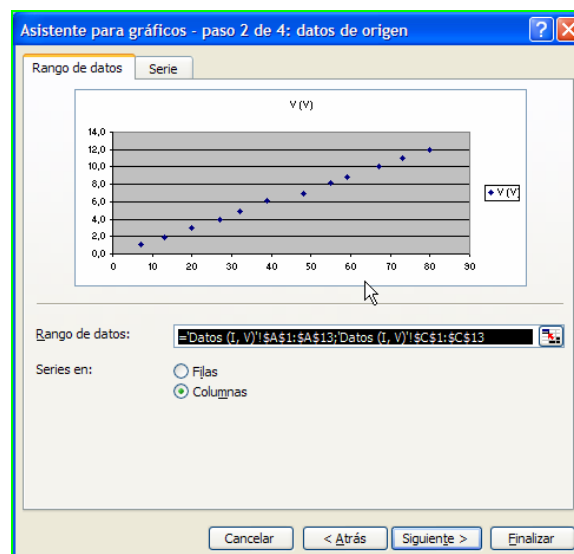 Asistente para gráficos - paso 2 de 4: datos de origen
Rango de datos Serie
V (V)
14,0
12,0
10,0
8,0
6,0
4,0
2,0
0,0
0 10 20 30 40 50 60 70 80 90
V (V)
Rango de datos: ='Datos (I, V)'!$A$1:$A$13;'Datos (I, V)'!$C$1:$C$13
Series en: Filas
Columnas
Cancelar < Atrás Siguiente > Finalizar